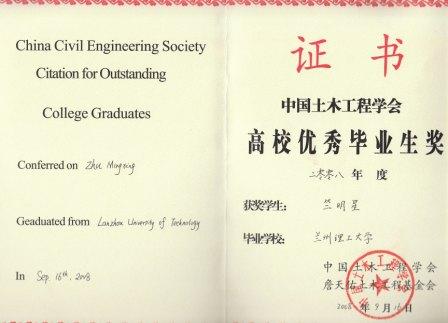 China Civil Engineering Society
Citation for Outstanding
College Graduates
Conferred on Zhu Mingxing
Geaduated from Lanzhou University of Technology
In Sep. 16th, 2008
证书
中国土木工程学会
高校优秀毕业生奖
二零零八 年 度
获奖学生: 竺明星
毕业学校: 兰州理工大学
中国土木工程学会
詹天佑土木工程基金会
2008年9月16日